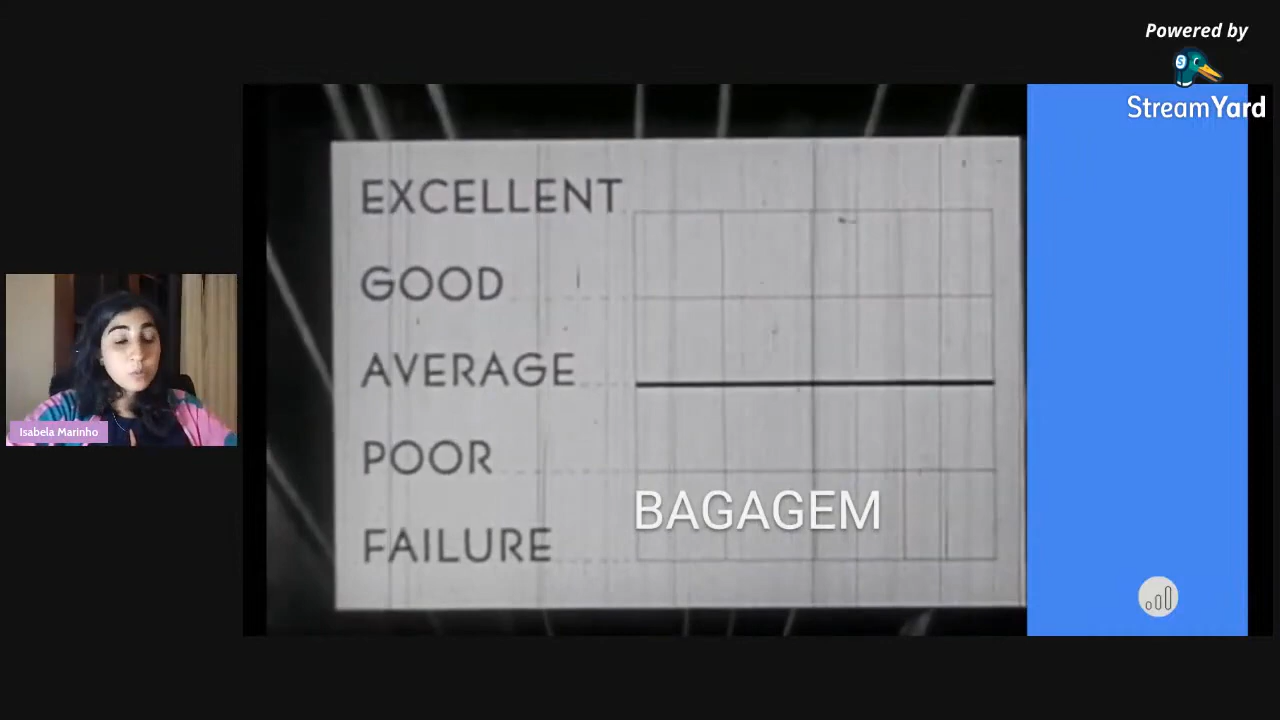 Powered by
StreamYard
EXCELLENT
GOOD
AVERAGE
POOR
BAGAGEM
FAILURE
Isabela Marinho